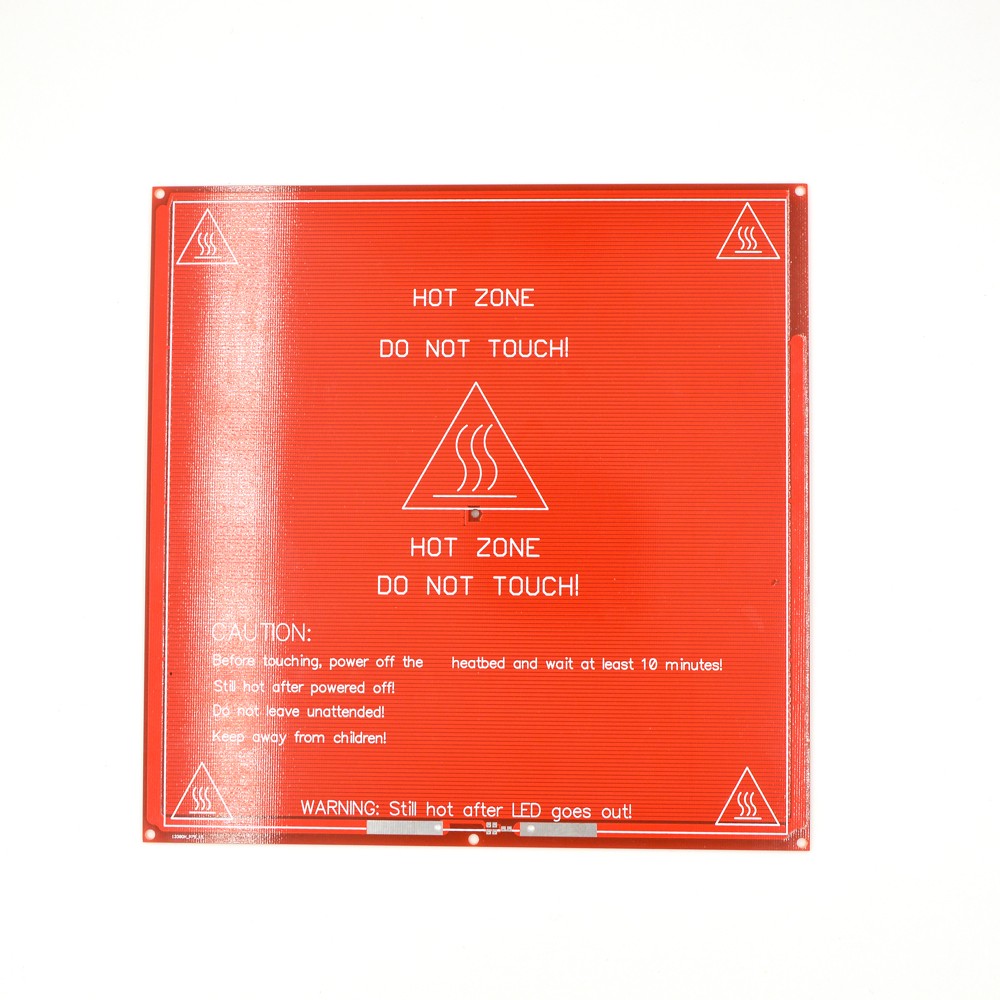 HOT ZONE
DO NOT TOUCH!
HOT ZONE
DO NOT TOUCH!
CAUTION:
Before touching, power off the heatbed and wait at least 10 minutes!
Still hot after powered off!
Do not leave unattended!
Keep away from children!
WARNING: Still hot after LED goes out!